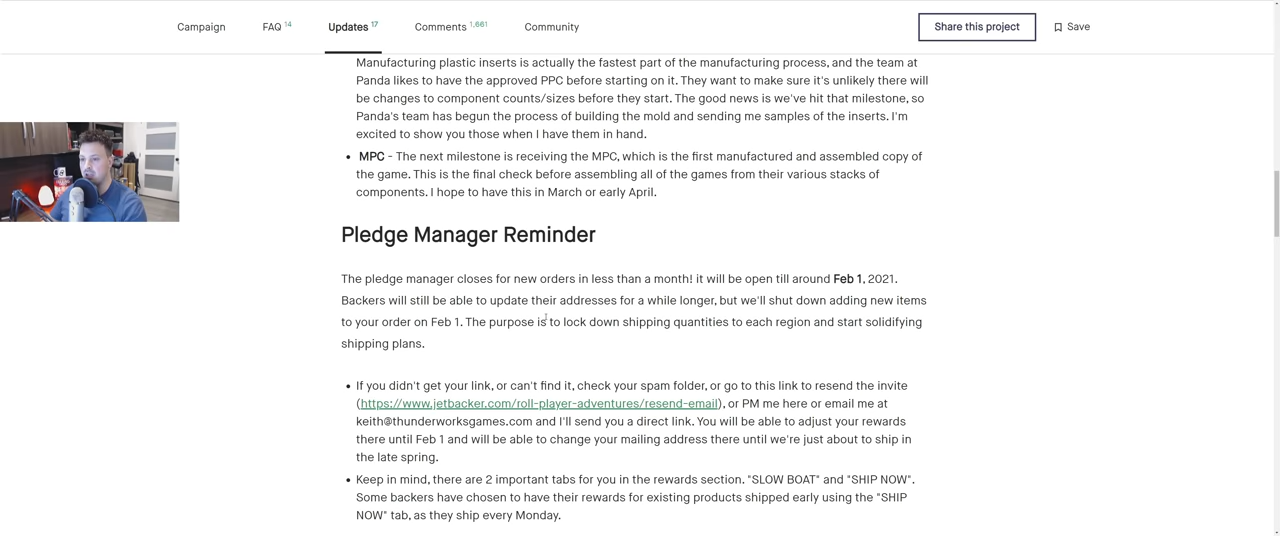 Campaign FAQ 14 Updates 17 Comments 1,661 Community Share this project Save
Manufacturing plastic inserts is actually the fastest part of the manufacturing process, and the team at
Panda likes to have the approved PPC before starting on it. They want to make sure it's unlikely there will
be changes to component counts/sizes before they start. The good news is we've hit that milestone, so
Panda's team has begun the process of building the mold and sending me samples of the inserts. I'm
excited to show you those when I have them in hand.
• MPC - The next milestone is receiving the MPC, which is the first manufactured and assembled copy of
the game. This is the final check before assembling all of the games from their various stacks of
components. I hope to have this in March or early April.
Pledge Manager Reminder
The pledge manager closes for new orders in less than a month! it will be open till around Feb 1, 2021.
Backers will still be able to update their addresses for a while longer, but we'll shut down adding new items
to your order on Feb 1. The purpose is to lock down shipping quantities to each region and start solidifying
shipping plans.
• If you didn't get your link, or can't find it, check your spam folder, or go to this link to resend the invite
(https://www.jetbacker.com/roll-player-adventures/resend-email), or PM me here or email me at
keith@thunderworksgames.com and I'll send you a direct link. You will be able to adjust your rewards
there until Feb 1 and will be able to change your mailing address there until we're just about to ship in
the late spring.
• Keep in mind, there are 2 important tabs for you in the rewards section. "SLOW BOAT" and "SHIP NOW".
Some backers have chosen to have their rewards for existing products shipped early using the "SHIP
NOW" tab, as they ship every Monday.